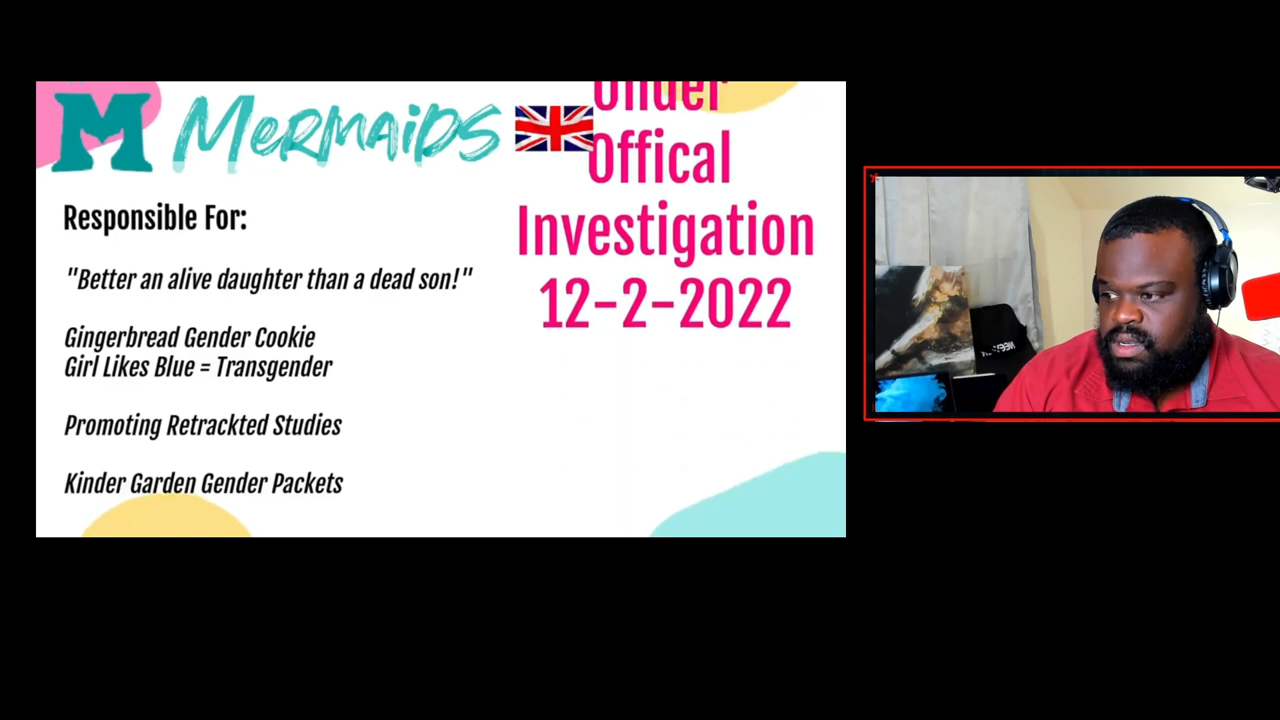 M MERMAIDS
Under
Offical
Investigation
12-2-2022
Responsible For:
"Better an alive daughter than a dead son!"
Gingerbread Gender Cookie
Girl Likes Blue = Transgender
Promoting Retrackted Studies
Kinder Garden Gender Packets